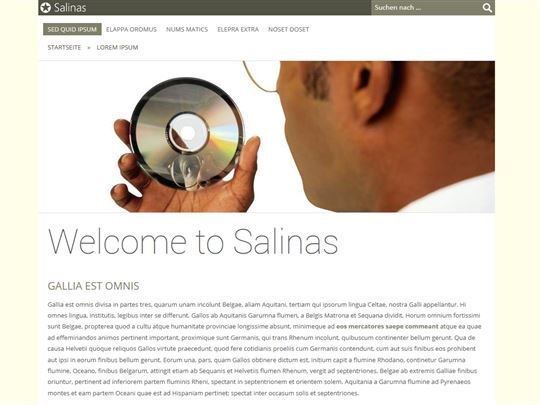 Salinas
Suchen nach ...
SED QUID IPSUM ELAPPA OROMUS NUMS MATICS ELEPRA EXTRA NOSET DOSET
STARTSEITE » LOREM IPSUM
Welcome to Salinas
GALLIA EST OMNIS
Gallia est omnis divisa in partes tres, quarum unam incolunt Belgae, aliam Aquitani, tertiam qui ipsorum lingua Celtae, nostra Galli appellantur. Hi
omnes lingua, institutis, legibus inter se differunt. Gallos ab Aquitanis Garumna flumen, a Belgis Matrona et Sequana dividit. Horum omnium fortissimi
sunt Belgae, propterea quod a cultu atque humanitate provinciae longissime absunt, minimeque ad eos mercatores saepe commeant atque ea quae
ad effeminandos animos pertinent important, proximique sunt Germanis, qui trans Rhenum incolunt, quibuscum continenter bellum gerunt. Qua de
causa Helvetii quoque reliquos Gallos virtute praecedunt, quod fere cotidianis proeliis cum Germanis contendunt, cum aut suis finibus eos prohibent
aut ipsi in eorum finibus bellum gerunt. Eorum una, pars, quam Gallos obtinere dictum est, initium capit a flumine Rhodano, continetur Garumna
flumine, Oceano, finibus Belgarum, attingit etiam ab Sequanis et Helvetiis flumen Rhenum, vergit ad septentriones. Belgae ab extremis Galliae finibus
oriuntur, pertinent ad inferiorem partem fluminis Rheni, spectant in septentrionem et orientem solem. Aquitania a Garumna flumine ad Pyrenaeos
montes et eam partem Oceani quae est ad Hispaniam pertinet; spectat inter occasum solis et septentriones.